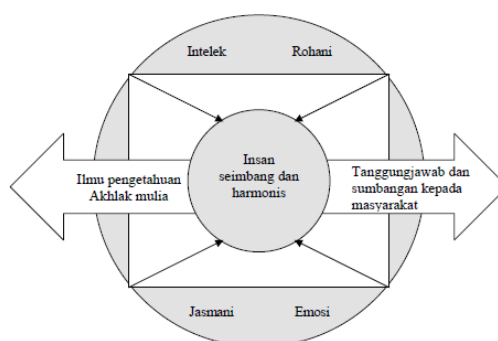 Intelek Rohani
Insan
seimbang dan
harmonis
Ilmu pengetahuan
Akhlak mulia
Tanggungjawab dan
sumbangan kepada
masyarakat
Jasmani Emosi